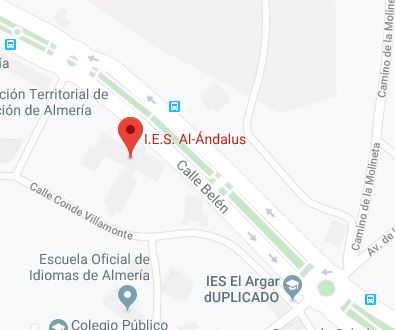 ía
ción Territorial de
ción de Almería
I.E.S. Al-Ándalus
Calle Belén
Camino de la Molineta
Camino de la Molineta
Calle Conde Villamonte
Av. de
Escuela Oficial de
Idiomas de Almería
IES El Argar
dUPLICADO
Colegio Público